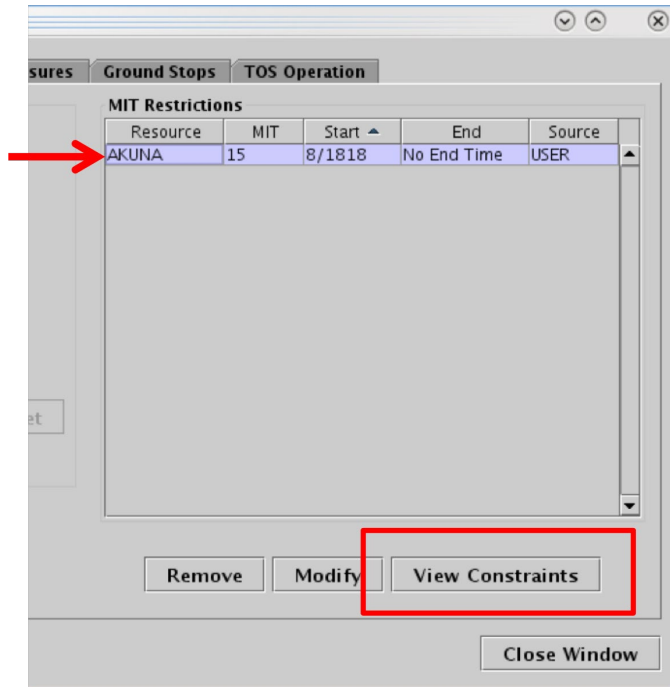 sures Ground Stops TOS Operation
MIT Restrictions
Resource MIT Start End Source
AKUNA 15 8/1818 No End Time USER
et
Remove Modify View Constraints
Close Window